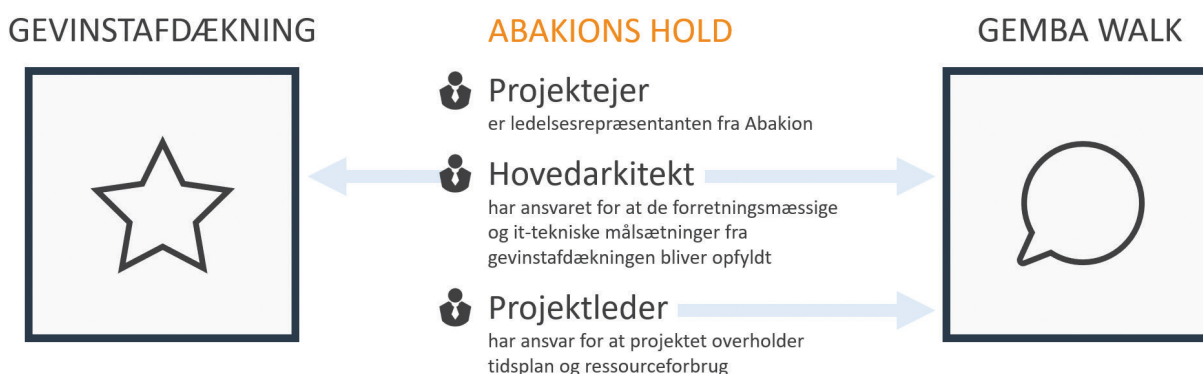 GEVINSTAFDÆKNING
ABAKIONS HOLD
GEMBA WALK
Projektejer
er ledelsesrepræsentanten fra Abakion
Hovedarkitekt
har ansvaret for at de forretningsmæssige
og it-tekniske målsætninger fra
gevinstafdækningen bliver opfyldt
Projektleder
har ansvar for at projektet overholder
tidsplan og ressourceforbrug